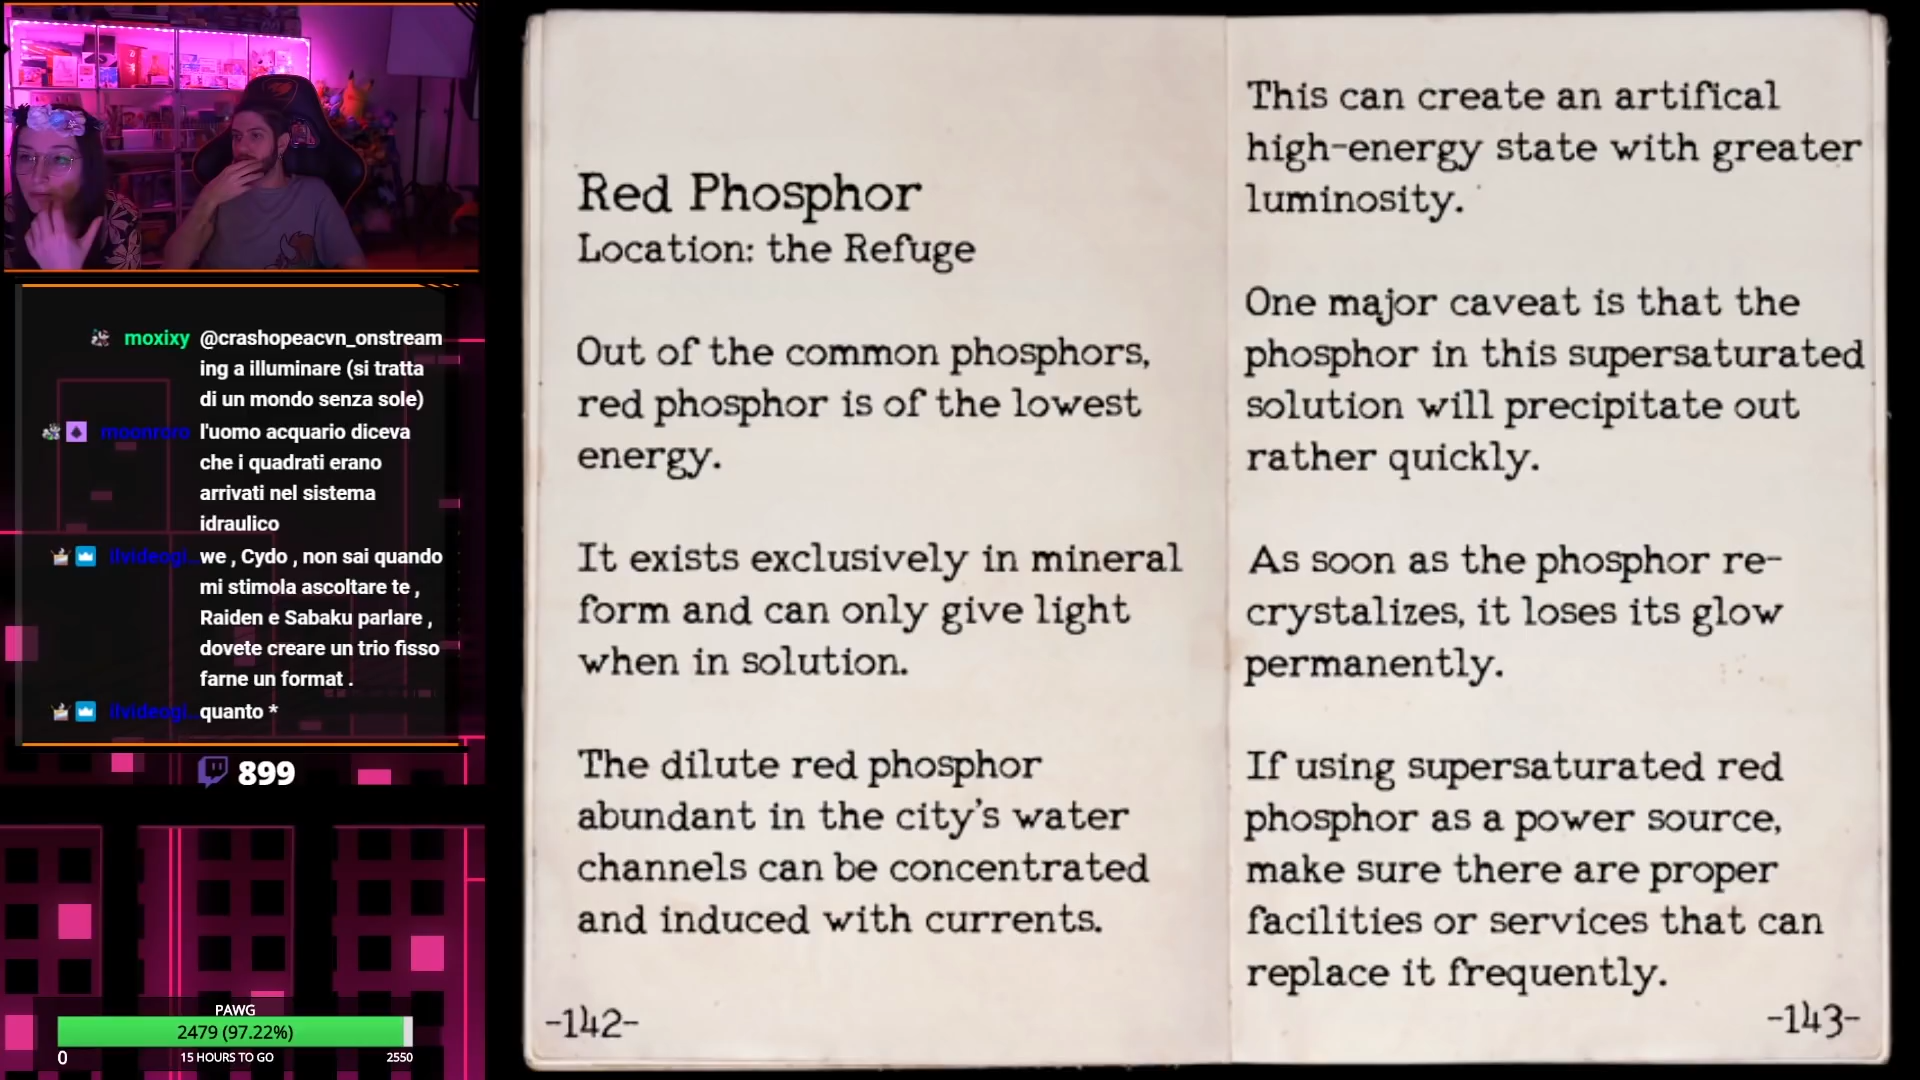 moxixy @crashopeacvn_onstream
ing a illuminare (si tratta
di un mondo senza sole)
moonroro l'uomo acquario diceva
che i quadrati erano
arrivati nel sistema
idraulico
ilvideogi... we , Cydo , non sai quando
mi stimola ascoltare te ,
Raiden e Sabaku parlare ,
dovete creare un trio fisso
farne un format .
ilvideogi... quanto *
899
PAWG
2479 (97.22%)
0 15 HOURS TO GO 2550
Red Phosphor
Location: the Refuge
Out of the common phosphors,
red phosphor is of the lowest
energy.
It exists exclusively in mineral
form and can only give light
when in solution.
The dilute red phosphor
abundant in the city's water
channels can be concentrated
and induced with currents.
-142-
This can create an artifical
high-energy state with greater
luminosity.
One major caveat is that the
phosphor in this supersaturated
solution will precipitate out
rather quickly.
As soon as the phosphor re-
crystalizes, it loses its glow
permanently.
If using supersaturated red
phosphor as a power source,
make sure there are proper
facilities or services that can
replace it frequently.
-143-